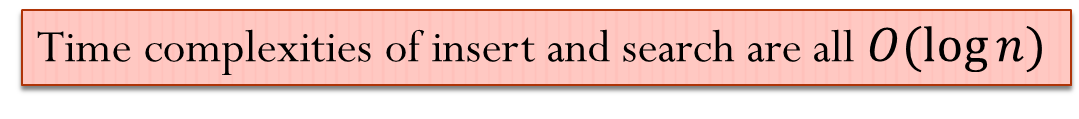 Time complexities of insert and search are all O(log n)